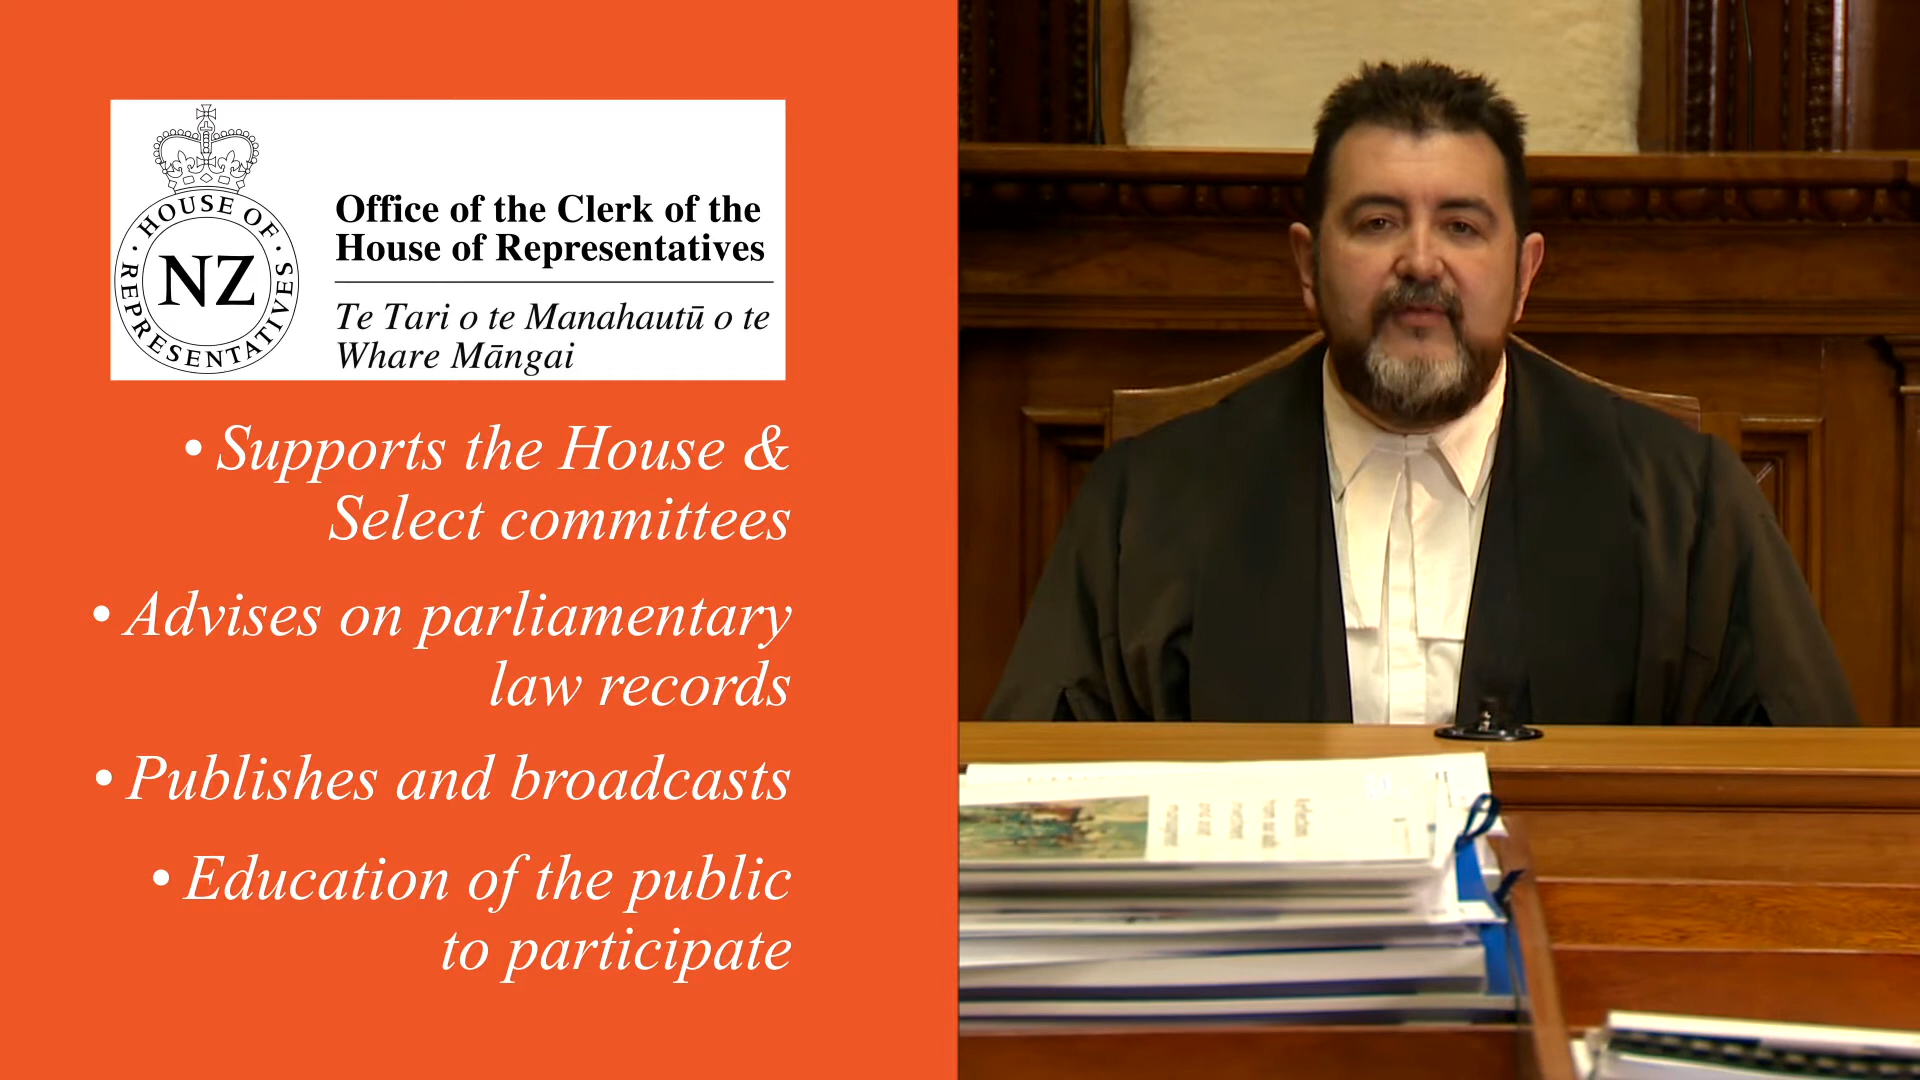 HOUSE OF REPRESENTATIVES
NZ
Office of the Clerk of the
House of Representatives
Te Tari o te Manahautū o te
Whare Māngai
• Supports the House &
Select committees
• Advises on parliamentary
law records
• Publishes and broadcasts
• Education of the public
to participate